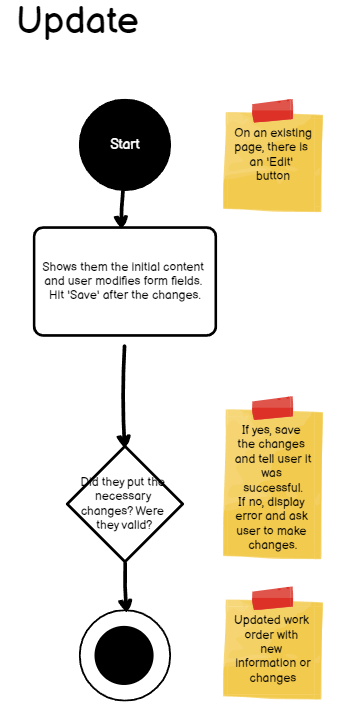 Update
Start
On an existing
page, there is
an 'Edit'
button
Shows them the initial content
and user modifies form fields.
Hit 'Save' after the changes.
Did they put the
necessary
changes? Were
they valid?
If yes, save
the changes
and tell user it
was
successful.
If no, display
error and ask
user to make
changes.
Updated work
order with
new
information or
changes